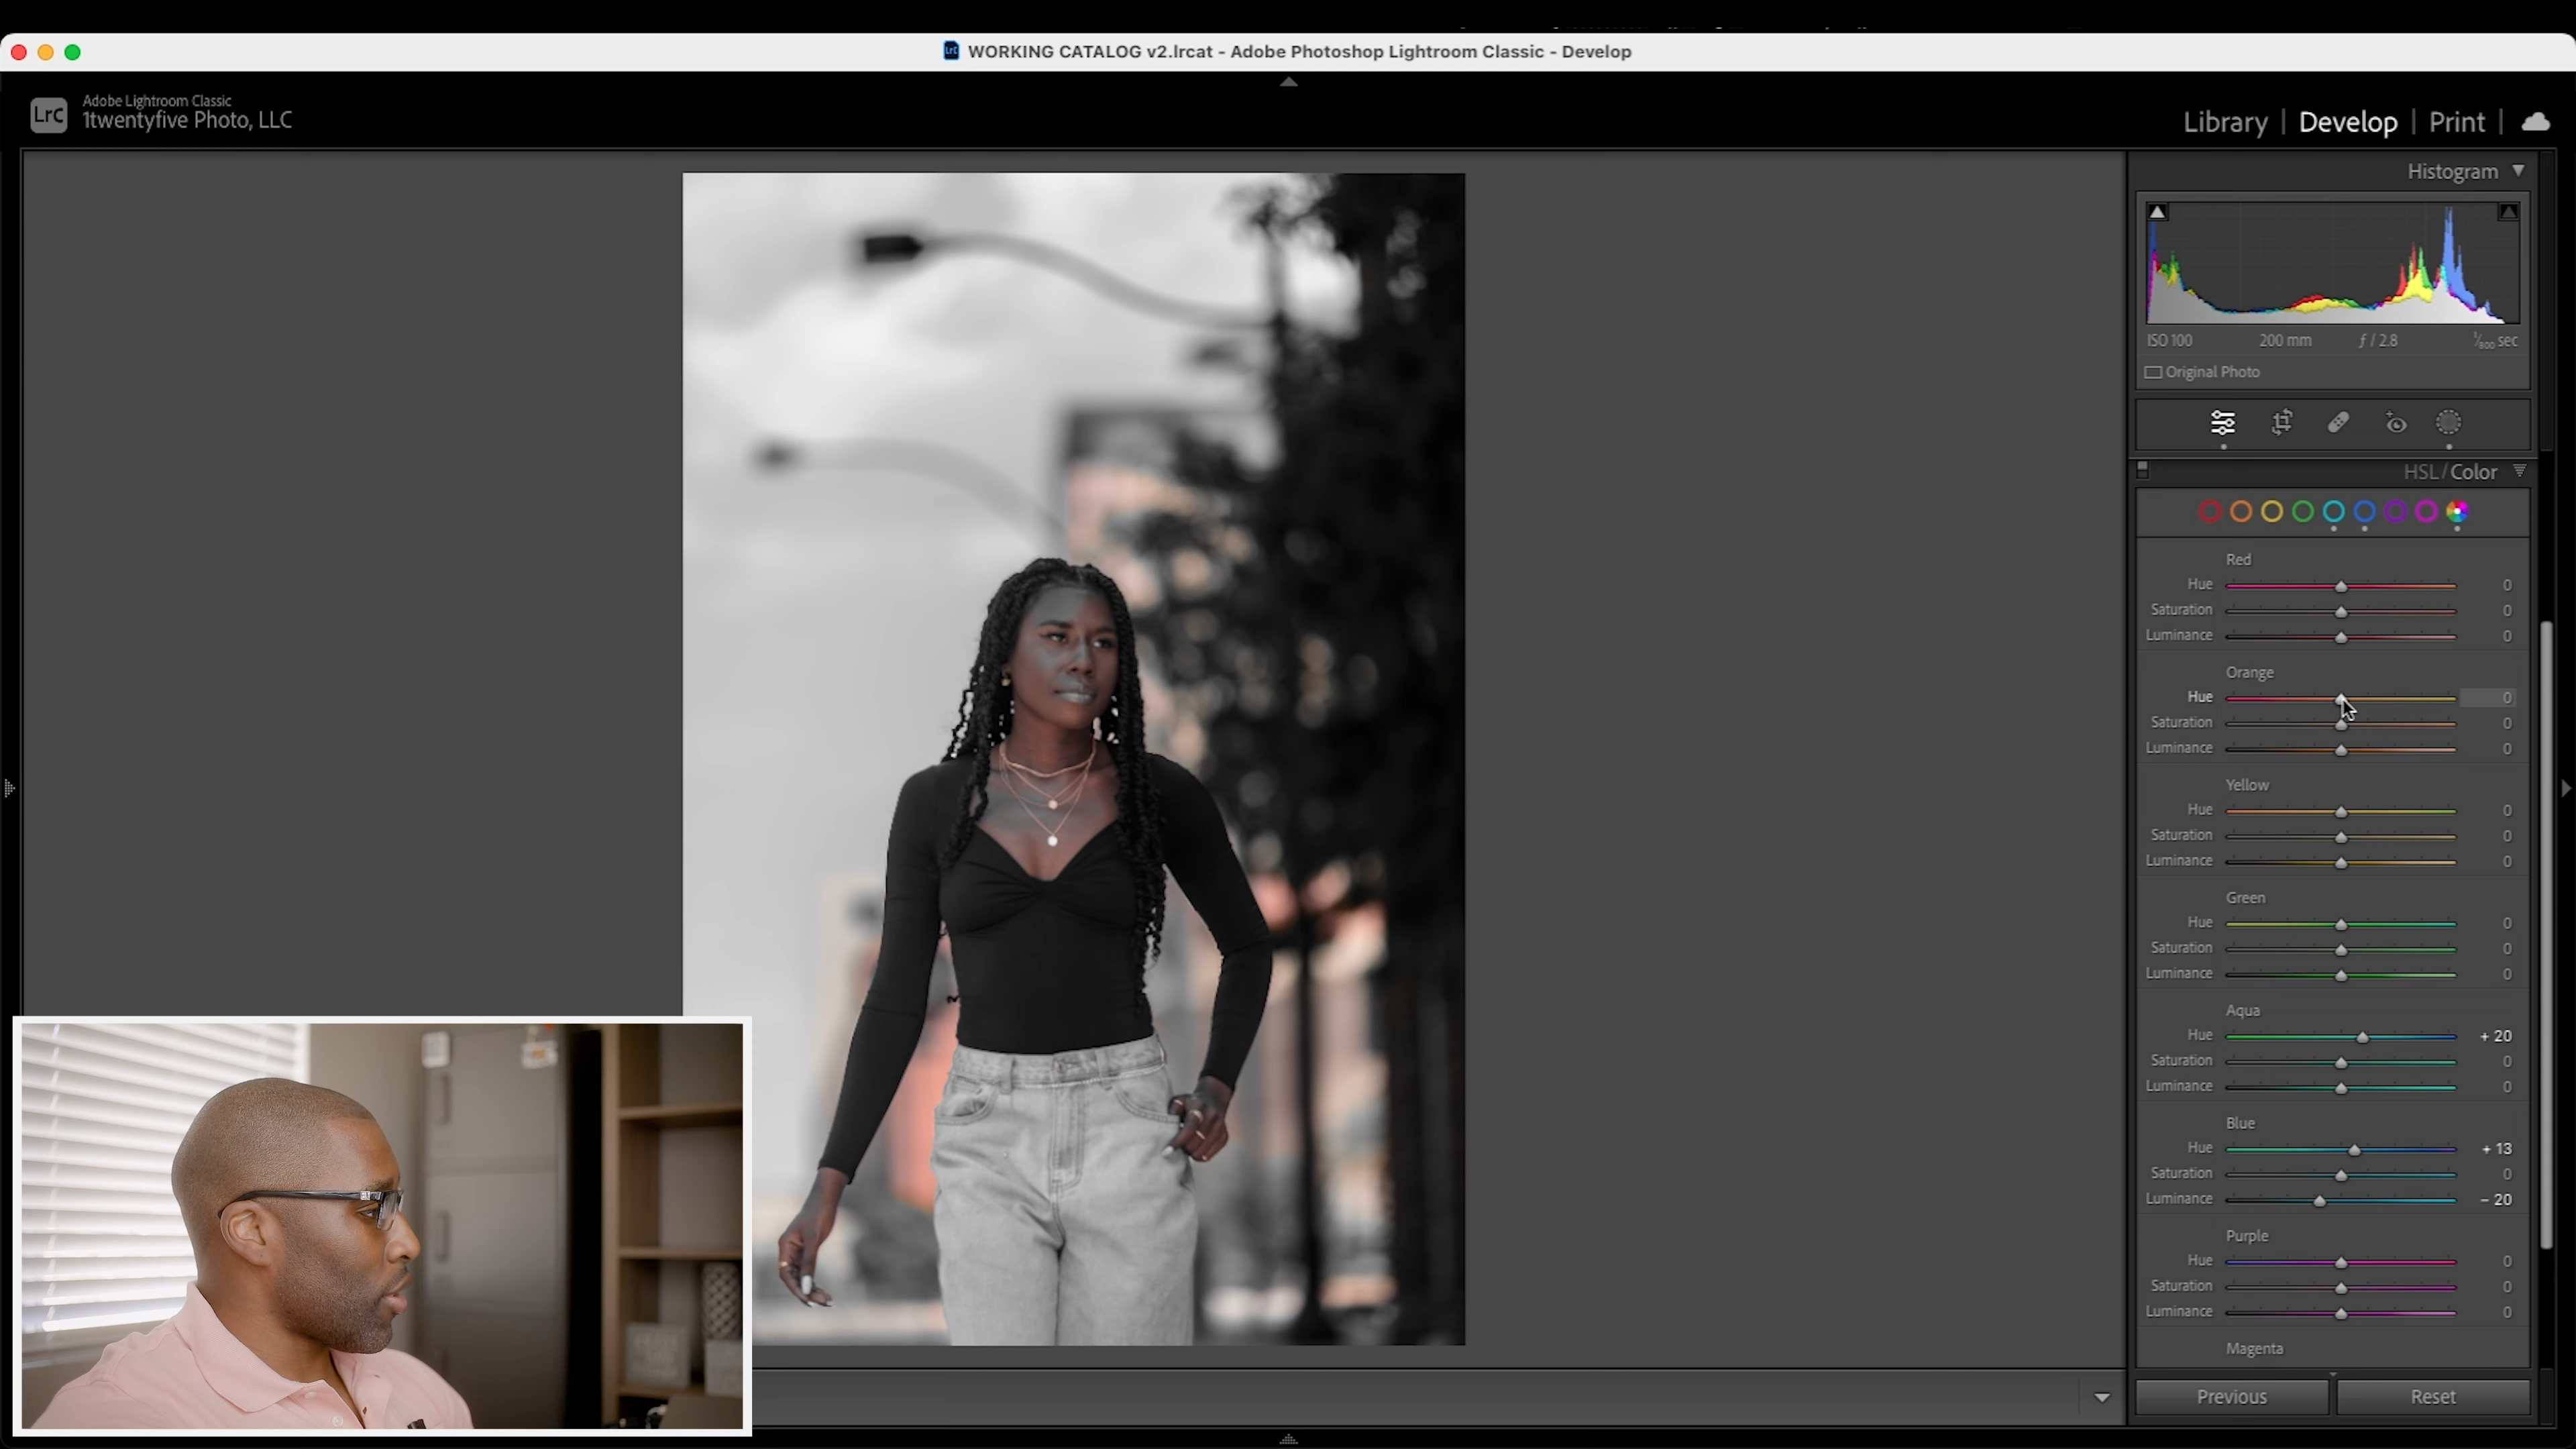 WORKING CATALOG v2.lrcat - Adobe Photoshop Lightroom Classic - Develop
LrC
Adobe Lightroom Classic
1twentyfive Photo, LLC
Library | Develop | Print |
Histogram
ISO 100 200 mm ƒ / 2.8 1/800 sec
Original Photo
HSL / Color
Red
Hue 0
Saturation 0
Luminance 0
Orange
Hue 0
Saturation 0
Luminance 0
Yellow
Hue 0
Saturation 0
Luminance 0
Green
Hue 0
Saturation 0
Luminance 0
Aqua
Hue + 20
Saturation 0
Luminance 0
Blue
Hue + 13
Saturation 0
Luminance - 20
Purple
Hue 0
Saturation 0
Luminance 0
Magenta
Previous Reset